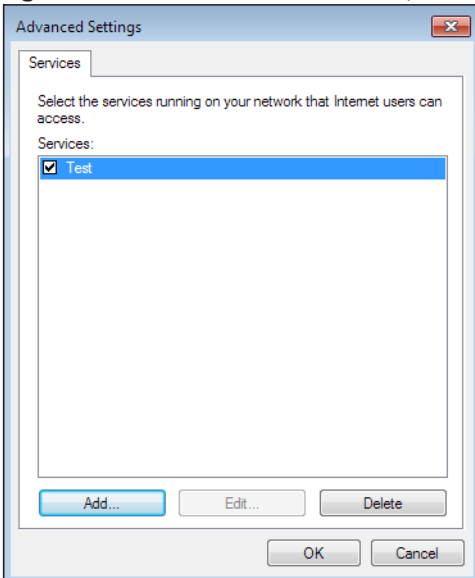 Advanced Settings
Services
Select the services running on your network that Internet users can
access.
Services:
Test
Add...
Edit...
Delete
OK
Cancel